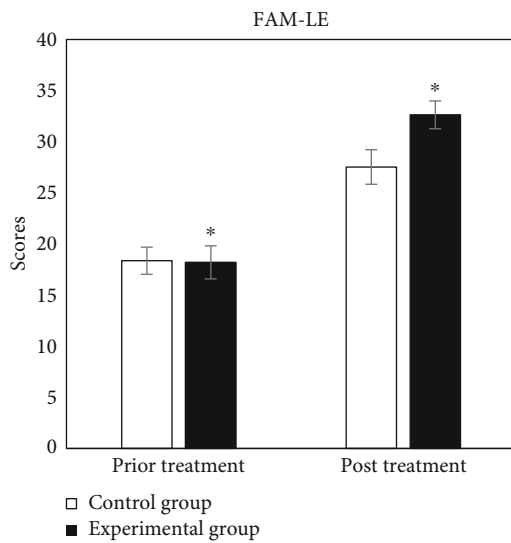 FAM-LE
40
35
30
25
20
15
10
5
0
Scores
*
*
Prior treatment
Post treatment
Control group
Experimental group